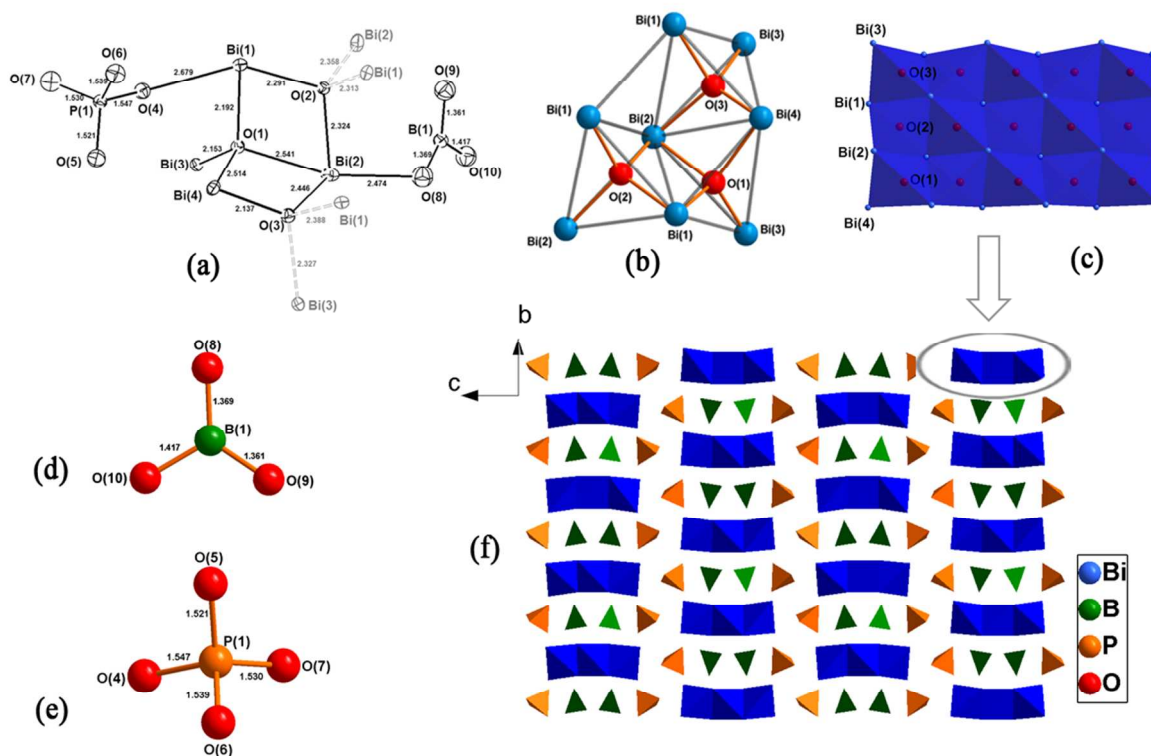 Bi(2)
O(6)
Bi(1)
2.358
O(7)
1.539
2.679
Bi(1)
O(9)
1.530
1.547
2.291
2.313
P(1)
O(4)
O(2)
1.361
1.521
2.192
B(1)
O(5)
O(1)
2.324
1.417
Bi(3)
2.153
2.541
Bi(2)
1.369
O(10)
2.514
Bi(4)
2.446
2.474
O(8)
2.137
O(3)
2.388
Bi(1)
2.327
Bi(3)
(a)
Bi(1)
Bi(3)
O(3)
Bi(1)
Bi(2)
Bi(4)
O(2)
O(1)
Bi(2)
Bi(1)
Bi(3)
(b)
Bi(3)
O(3)
Bi(1)
O(2)
Bi(2)
O(1)
Bi(4)
(c)
O(8)
1.369
B(1)
1.417
1.361
O(10)
O(9)
(d)
O(5)
1.521
P(1)
1.547
O(4)
O(7)
1.530
1.539
O(6)
(e)
b
c
(f)
Bi
B
P
O